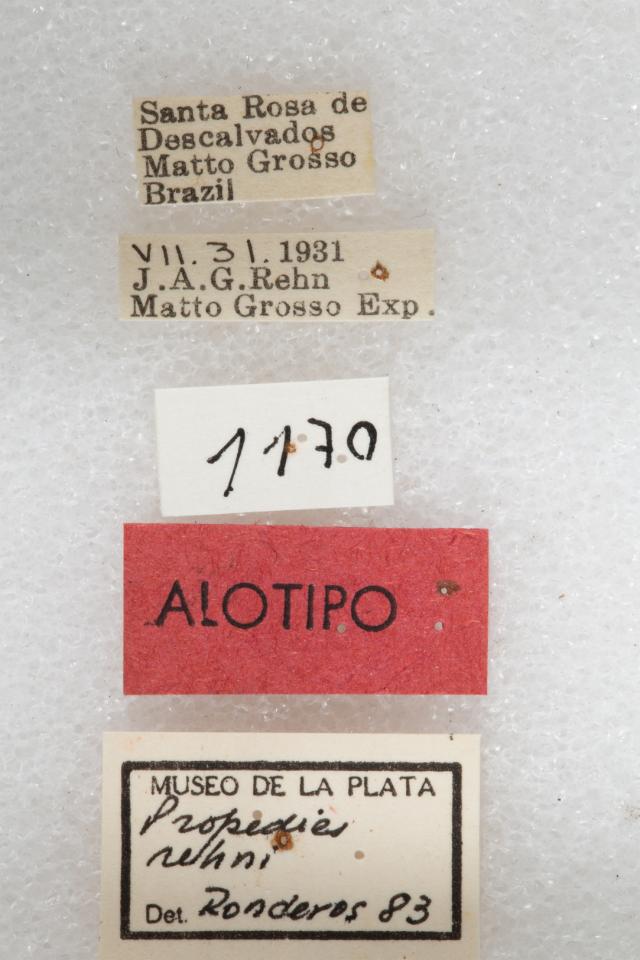 Santa Rosa de
Descalvados
Matto Grosso
Brazil
VII.31.1931
J.A.G.Rehn
Matto Grosso Exp.
1170
ALOTIPO
MUSEO DE LA PLATA
Propedies
rehni
Det. Ronderos 83